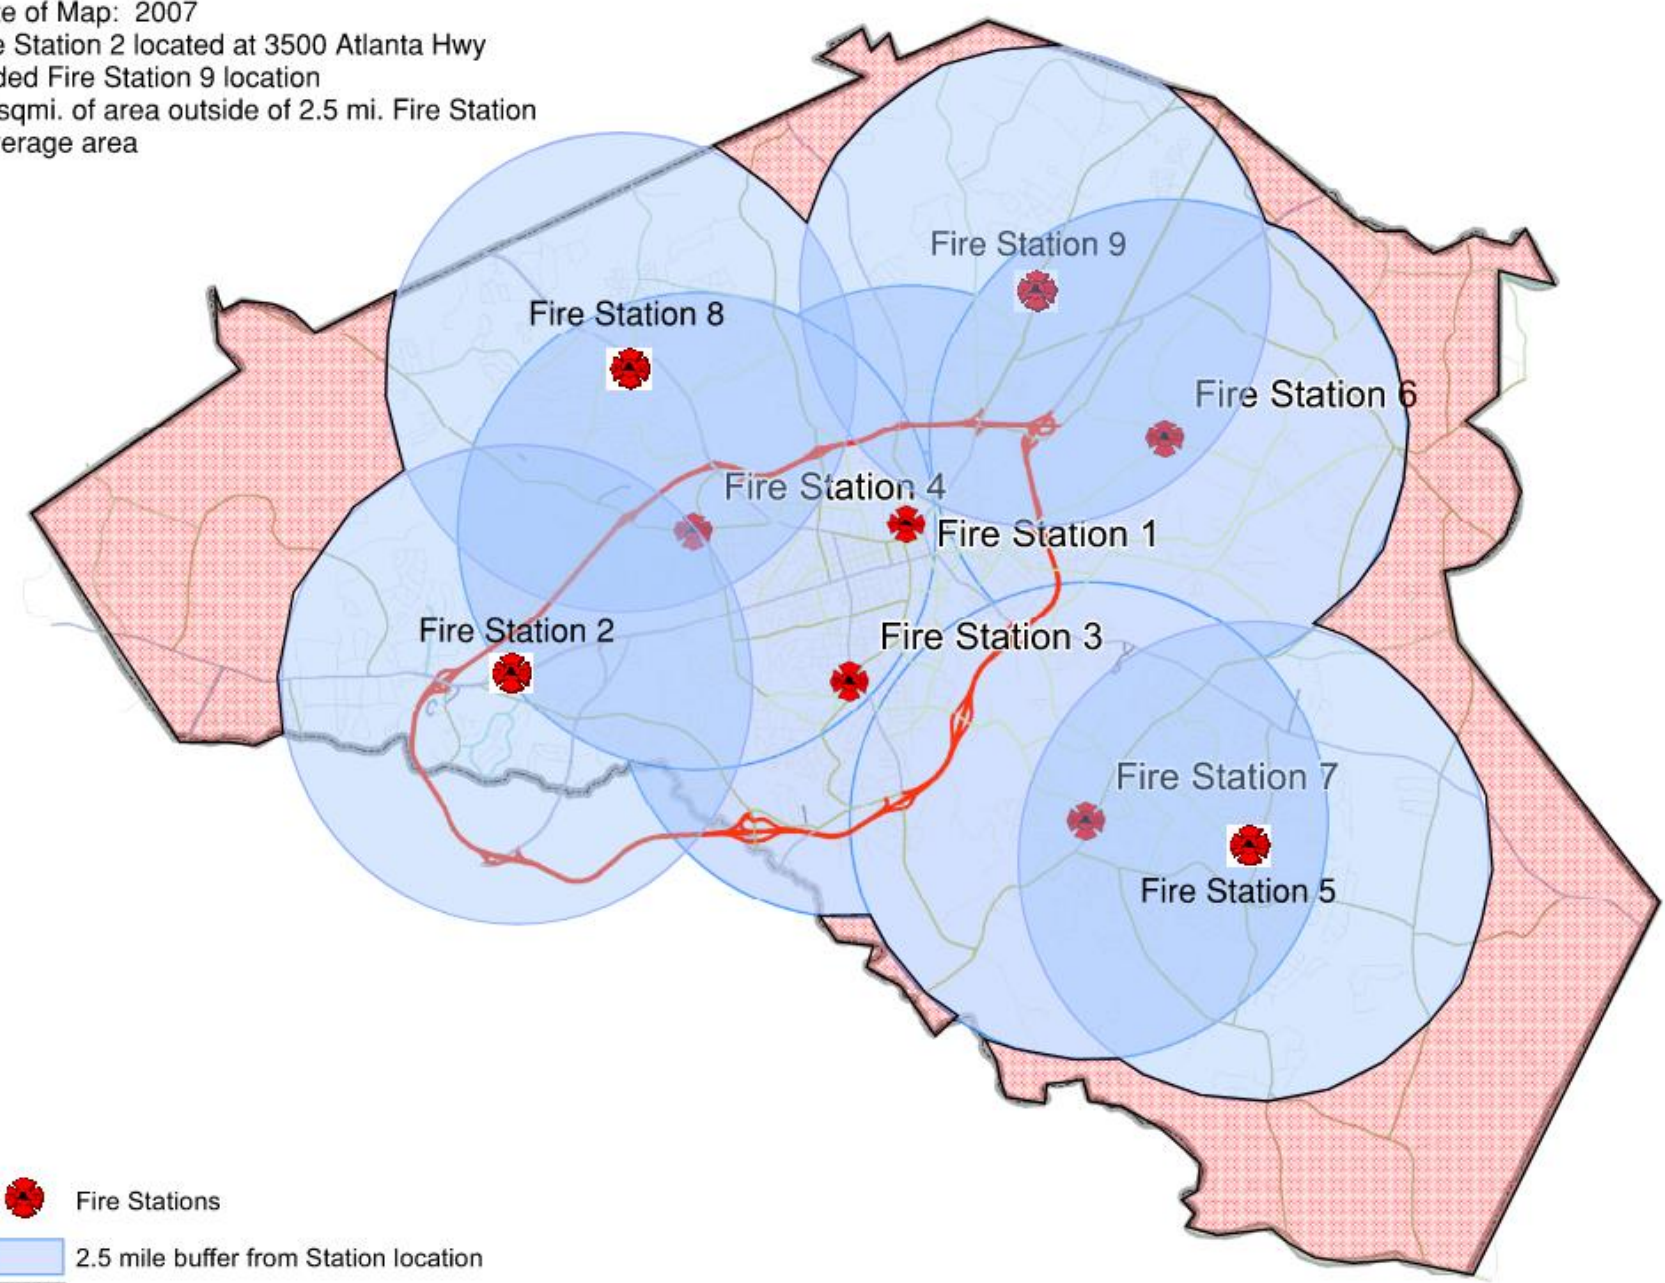 te of Map: 2007
e Station 2 located at 3500 Atlanta Hwy
ded Fire Station 9 location
sqmi. of area outside of 2.5 mi. Fire Station
verage area
Fire Station 9
Fire Station 8
Fire Station 6
Fire Station 4
Fire Station 1
Fire Station 2
Fire Station 3
Fire Station 7
Fire Station 5
Fire Stations
2.5 mile buffer from Station location